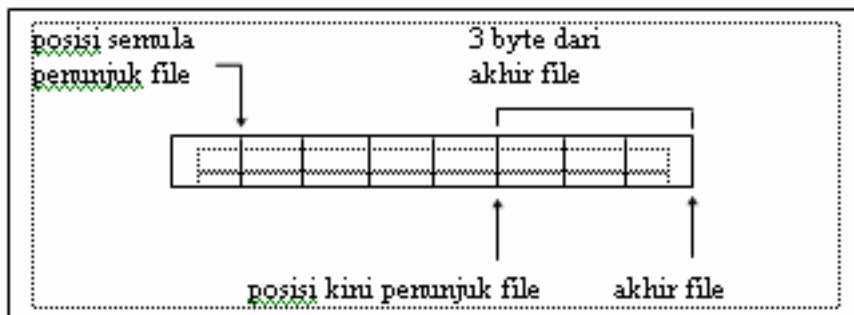 posisi semula
penunjuk file
3 byte dari
akhir file
posisi kini penunjuk file
akhir file